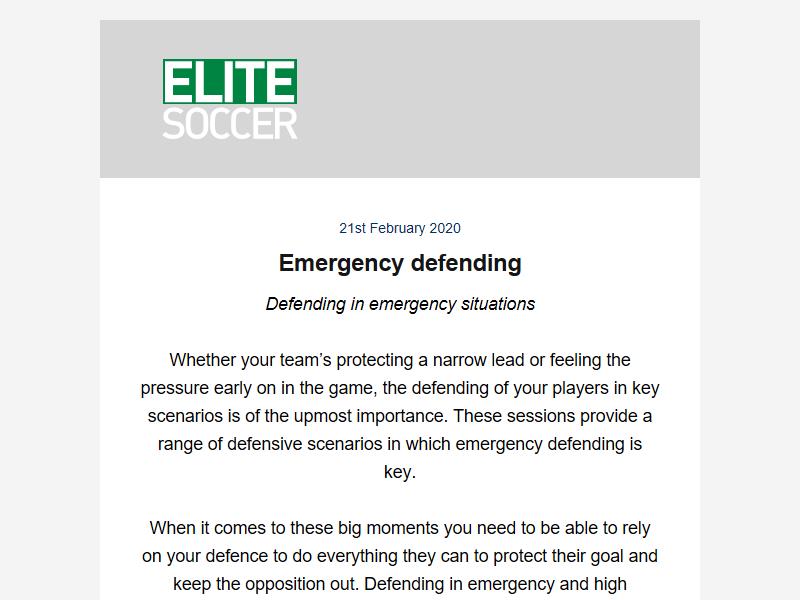 ELITE
SOCCER
21st February 2020
Emergency defending
Defending in emergency situations
Whether your team’s protecting a narrow lead or feeling the
pressure early on in the game, the defending of your players in key
scenarios is of the upmost importance. These sessions provide a
range of defensive scenarios in which emergency defending is
key.
When it comes to these big moments you need to be able to rely
on your defence to do everything they can to protect their goal and
keep the opposition out. Defending in emergency and high